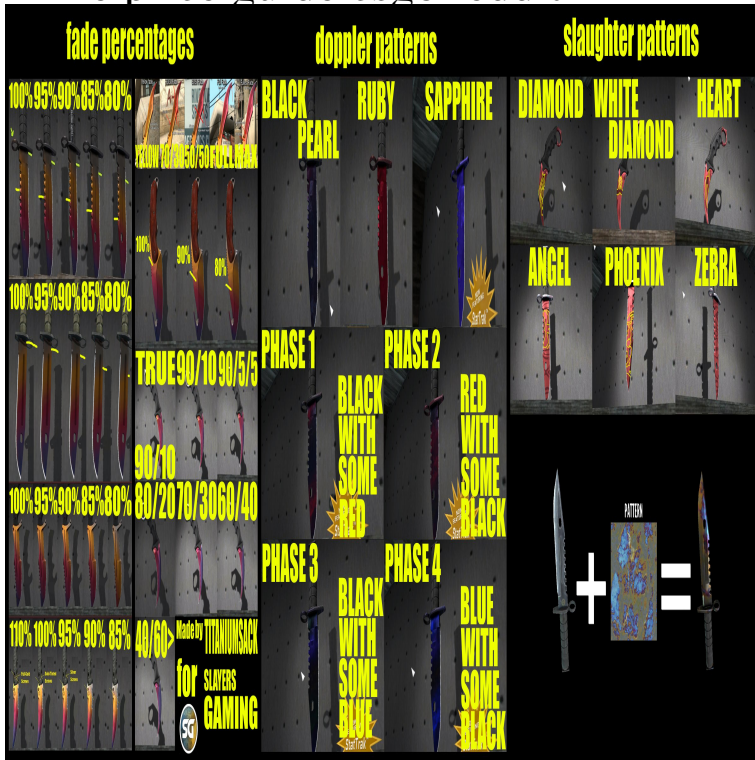 fade percentages
doppler patterns
slaughter patterns
100% 95% 90% 85% 80%
100%
90%
80%
100% 95% 90% 85% 80%
TRUE 90/10 90/5/5
90/10
80/20 70/30 60/40
100% 95% 90% 85% 80%
110% 100% 95% 90% 85%
40/60>
Made by TITANIUMSACK
for SLAYERS
GAMING
SG
BLACK
PEARL
RUBY
SAPPHIRE
StatTrak
PHASE 1
BLACK
WITH
SOME
RED
PHASE 2
RED
WITH
SOME
BLACK
PHASE 3
BLACK
WITH
SOME
BLUE
StatTrak
PHASE 4
BLUE
WITH
SOME
BLACK
DIAMOND
WHITE
DIAMOND
HEART
ANGEL
PHOENIX
ZEBRA
PATTERN
+
=